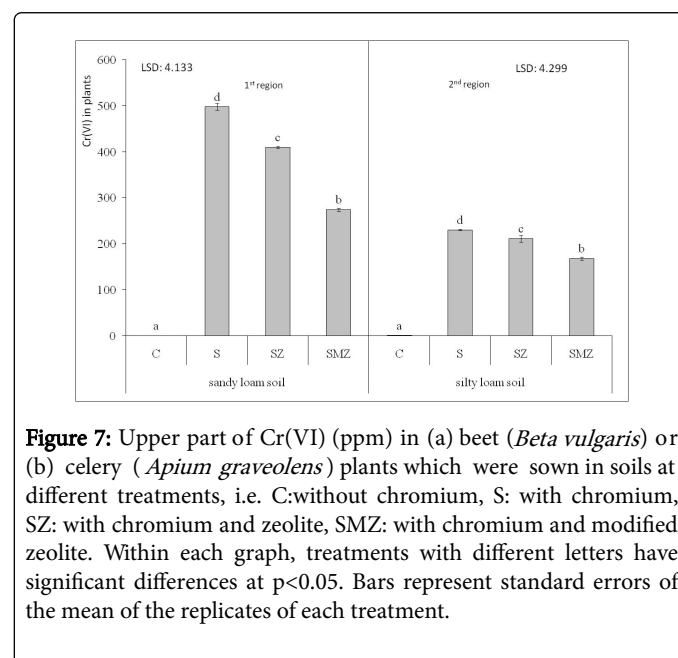 600
LSD: 4.133
LSD: 4.299
1st region
2nd region
Cr(VI) in plants
500
400
300
200
100
0
a
d
c
b
a
d
c
b
C
S
SZ
SMZ
C
S
SZ
SMZ
sandy loam soil
silty loam soil
Figure 7: Upper part of Cr(VI) (ppm) in (a) beet (Beta vulgaris) or
(b) celery (Apium graveolens) plants which were sown in soils at
different treatments, i.e. C:without chromium, S: with chromium,
SZ: with chromium and zeolite, SMZ: with chromium and modified
zeolite. Within each graph, treatments with different letters have
significant differences at p<0.05. Bars represent standard errors of
the mean of the replicates of each treatment.